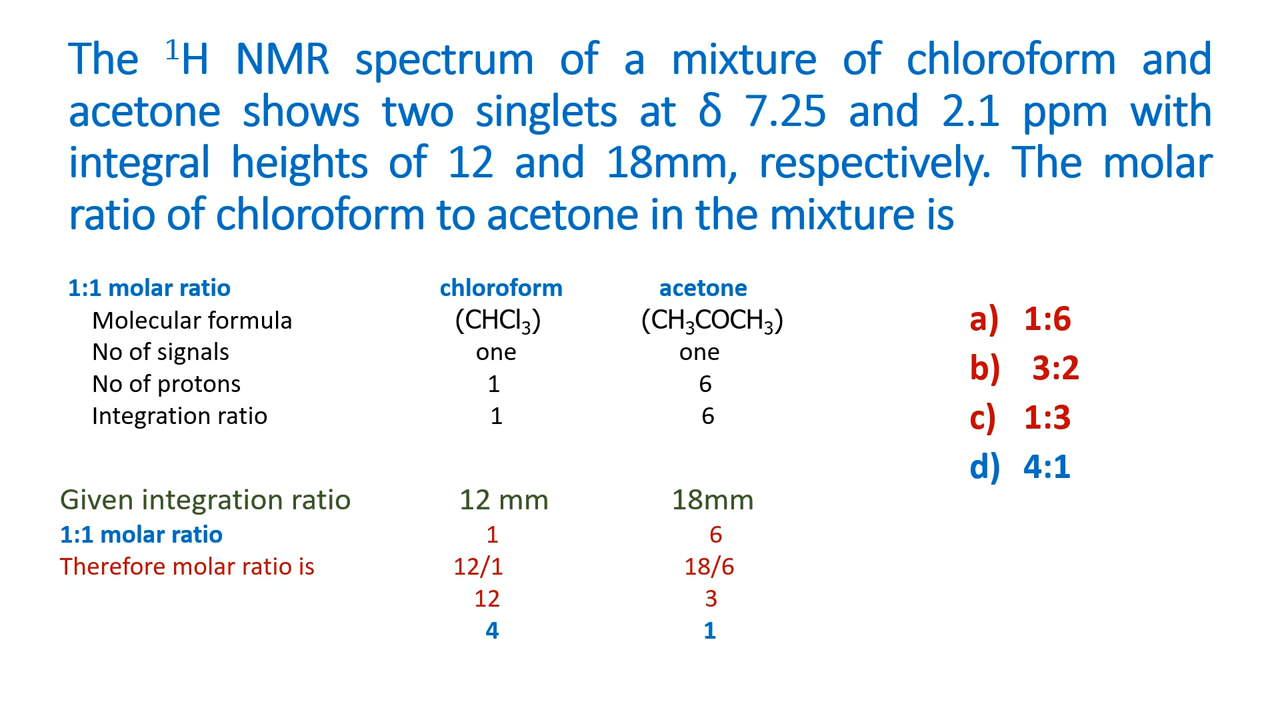 The ¹H NMR spectrum of a mixture of chloroform and
acetone shows two singlets at δ 7.25 and 2.1 ppm with
integral heights of 12 and 18mm, respectively. The molar
ratio of chloroform to acetone in the mixture is
1:1 molar ratio chloroform acetone
Molecular formula (CHCl₃) (CH₃COCH₃)
No of signals one one
No of protons 1 6
Integration ratio 1 6
a) 1:6
b) 3:2
c) 1:3
d) 4:1
Given integration ratio 12 mm 18mm
1:1 molar ratio 1 6
Therefore molar ratio is 12/1 18/6
12 3
4 1